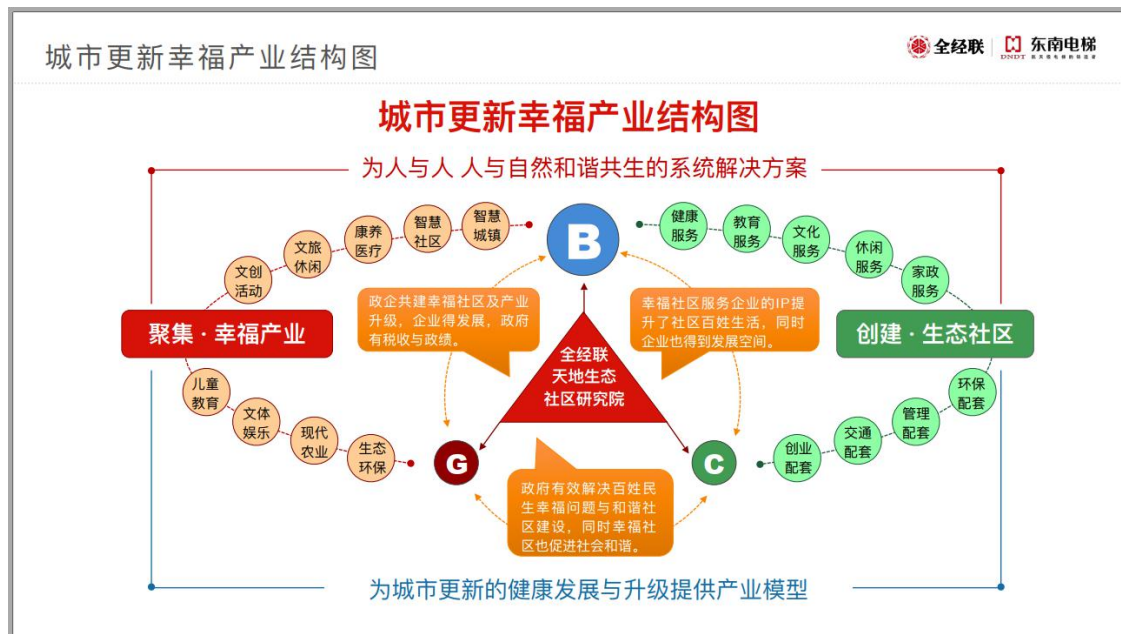 城市更新幸福产业结构图
全经联
东南电梯
DNDT
城市更新幸福产业结构图
为人与人 人与自然和谐共生的系统解决方案
智慧
城镇
智慧
社区
康养
医疗
文旅
休闲
文创
活动
聚集·幸福产业
儿童
教育
文体
娱乐
现代
农业
生态
环保
B
健康
服务
教育
服务
文化
服务
休闲
服务
家政
服务
创建·生态社区
环保
配套
管理
配套
交通
配套
创业
配套
政企共建幸福社区及产业
升级，企业得发展，政府
有税收与政绩。
幸福社区服务企业的IP提
升了社区百姓生活，同时
企业也得到发展空间。
全经联
天地生态
社区研究院
G
C
政府有效解决百姓民
生幸福问题与和谐社
区建设，同时幸福社
区也促进社会和谐。
为城市更新的健康发展与升级提供产业模型